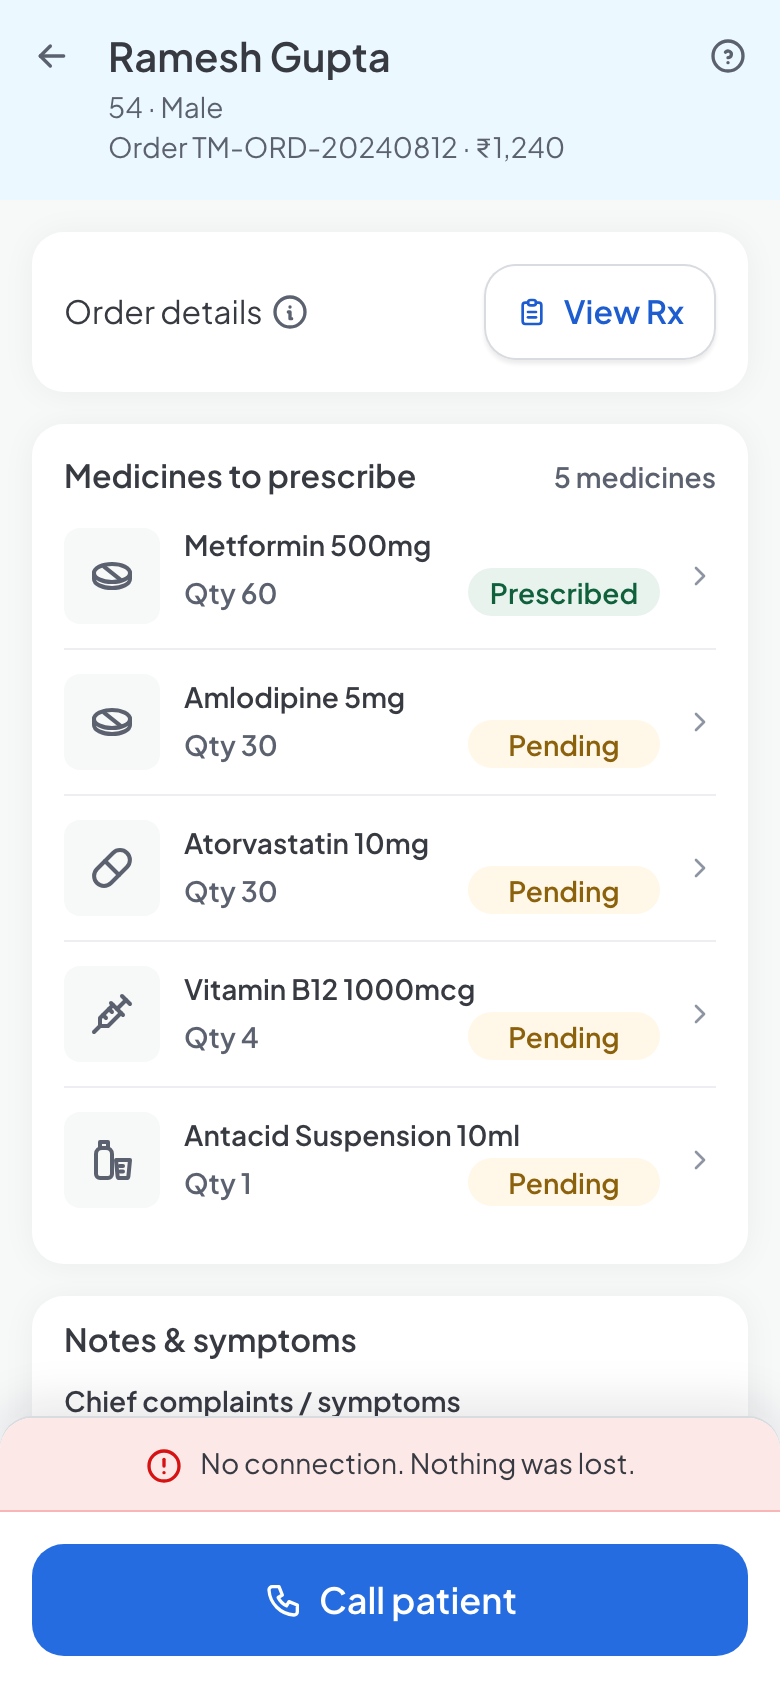 Ramesh Gupta
54 · Male
Order TM-ORD-20240812 · ₹1,240
Order details
View Rx
Medicines to prescribe
5 medicines
Metformin 500mg
Qty 60
Prescribed
Amlodipine 5mg
Qty 30
Pending
Atorvastatin 10mg
Qty 30
Pending
Vitamin B12 1000mcg
Qty 4
Pending
Antacid Suspension 10ml
Qty 1
Pending
Notes & symptoms
Chief complaints / symptoms
No connection. Nothing was lost.
Call patient